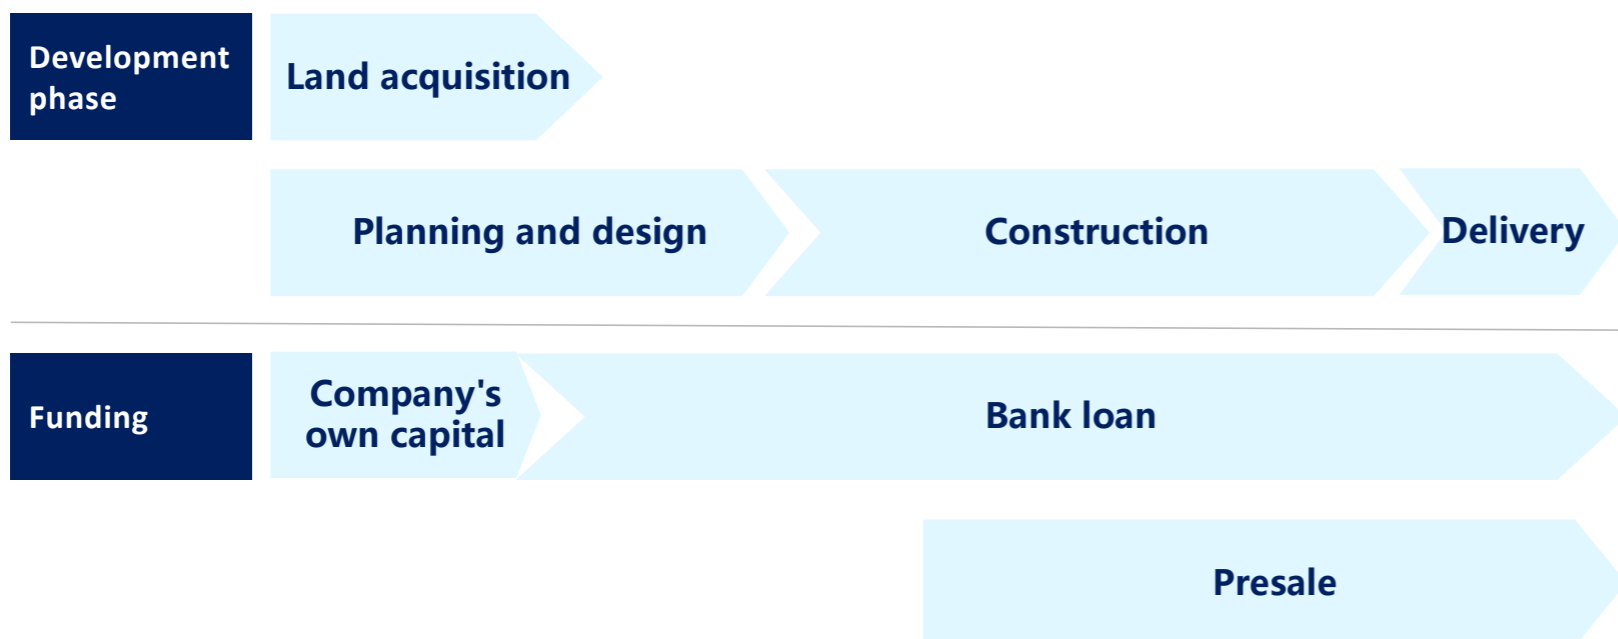 Development
phase
Land acquisition
Planning and design
Construction
Delivery
Funding
Company's
own capital
Bank loan
Presale